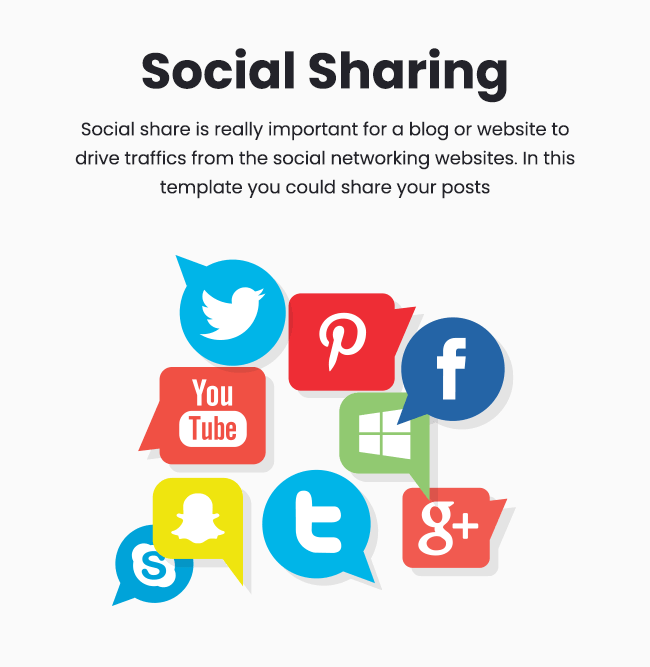 Social Sharing
Social share is really important for a blog or website to
drive traffics from the social networking websites. In this
template you could share your posts
You
Tube
f
t
g+
S